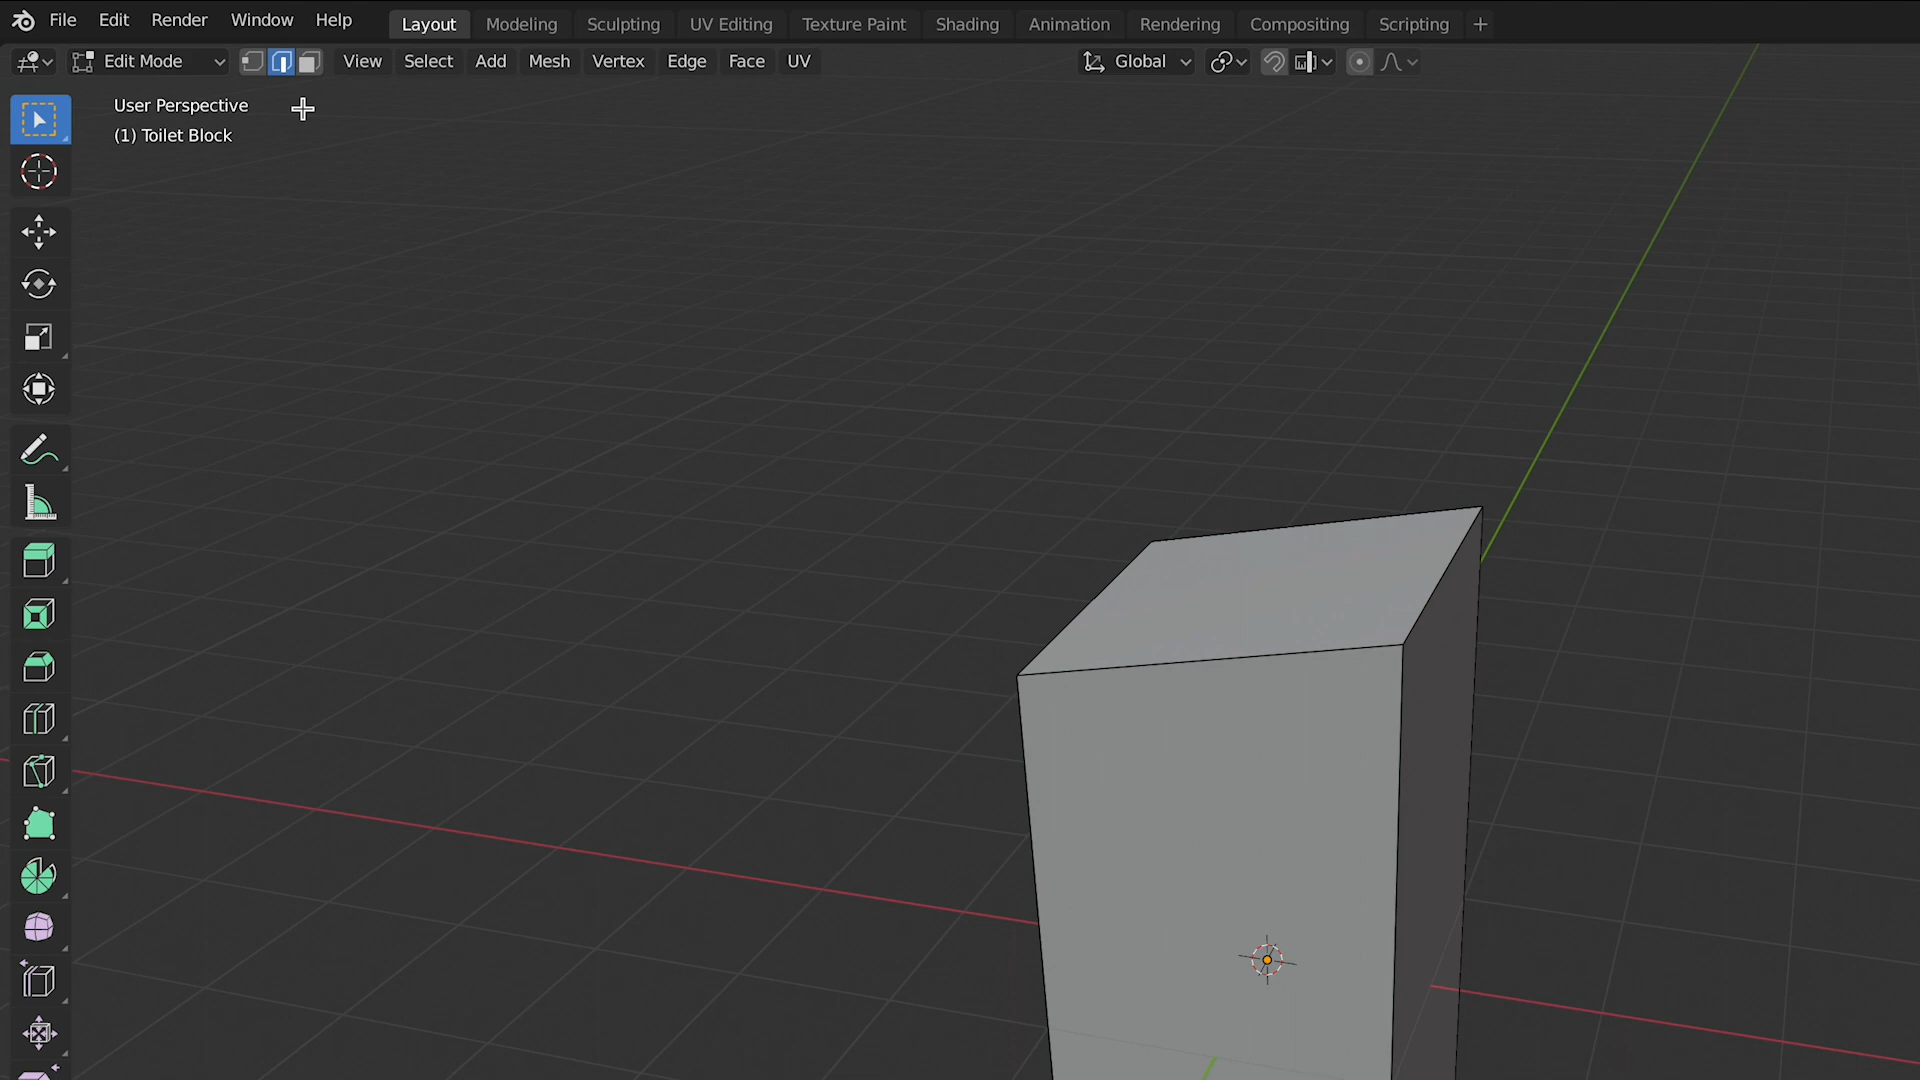 File Edit Render Window Help Layout Modeling Sculpting UV Editing Texture Paint Shading Animation Rendering Compositing Scripting +
Edit Mode View Select Add Mesh Vertex Edge Face UV Global
User Perspective
(1) Toilet Block